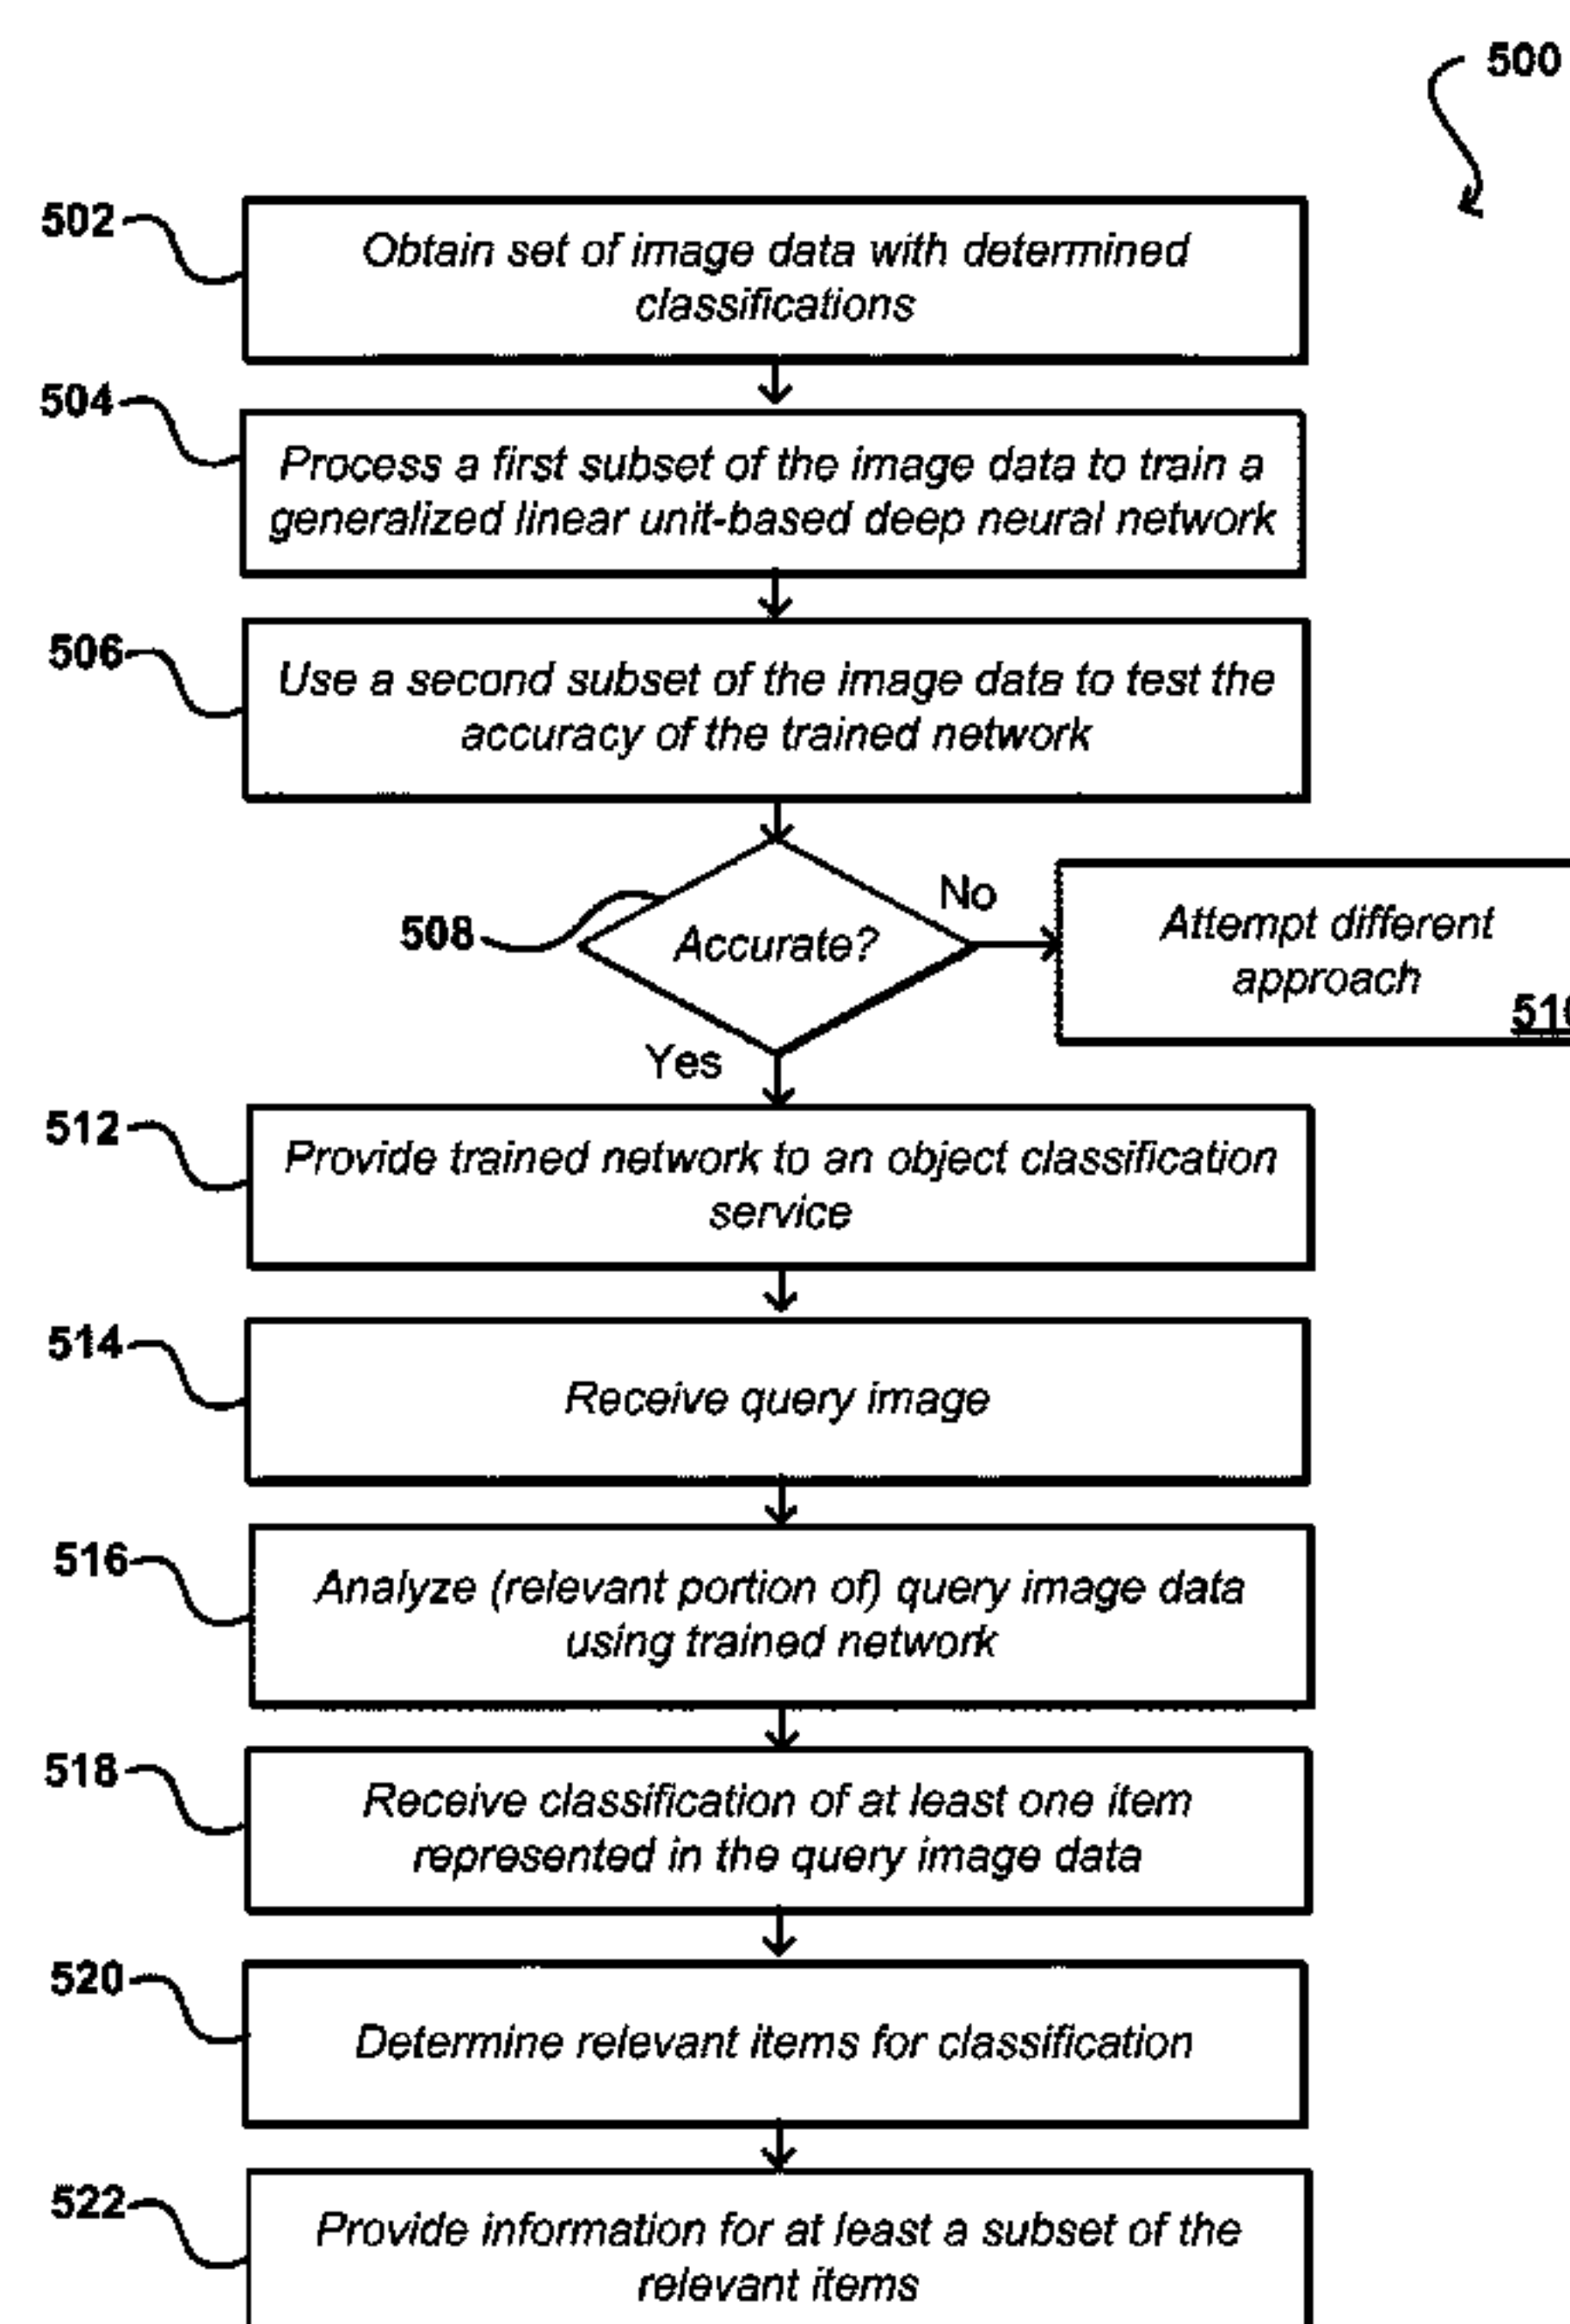 500
502
Obtain set of image data with determined
classifications
504
Process a first subset of the image data to train a
generalized linear unit-based deep neural network
506
Use a second subset of the image data to test the
accuracy of the trained network
508
Accurate?
No
Attempt different
approach
510
Yes
512
Provide trained network to an object classification
service
514
Receive query image
516
Analyze (relevant portion of) query image data
using trained network
518
Receive classification of at least one item
represented in the query image data
520
Determine relevant items for classification
522
Provide information for at least a subset of the
relevant items